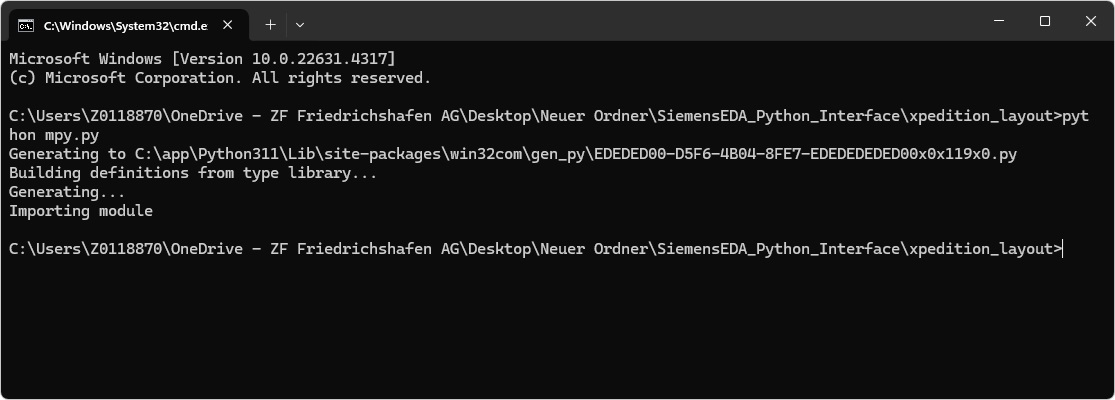 C:\Windows\System32\cmd.e
Microsoft Windows [Version 10.0.22631.4317]
(c) Microsoft Corporation. All rights reserved.
C:\Users\Z0118870\OneDrive - ZF Friedrichshafen AG\Desktop\Neuer Ordner\SiemensEDA_Python_Interface\xpedition_layout>pyt
hon mpy.py
Generating to C:\app\Python311\Lib\site-packages\win32com\gen_py\EDEDED00-D5F6-4B04-8FE7-EDEDEDEDED00x0x119x0.py
Building definitions from type library...
Generating...
Importing module
C:\Users\Z0118870\OneDrive - ZF Friedrichshafen AG\Desktop\Neuer Ordner\SiemensEDA_Python_Interface\xpedition_layout>